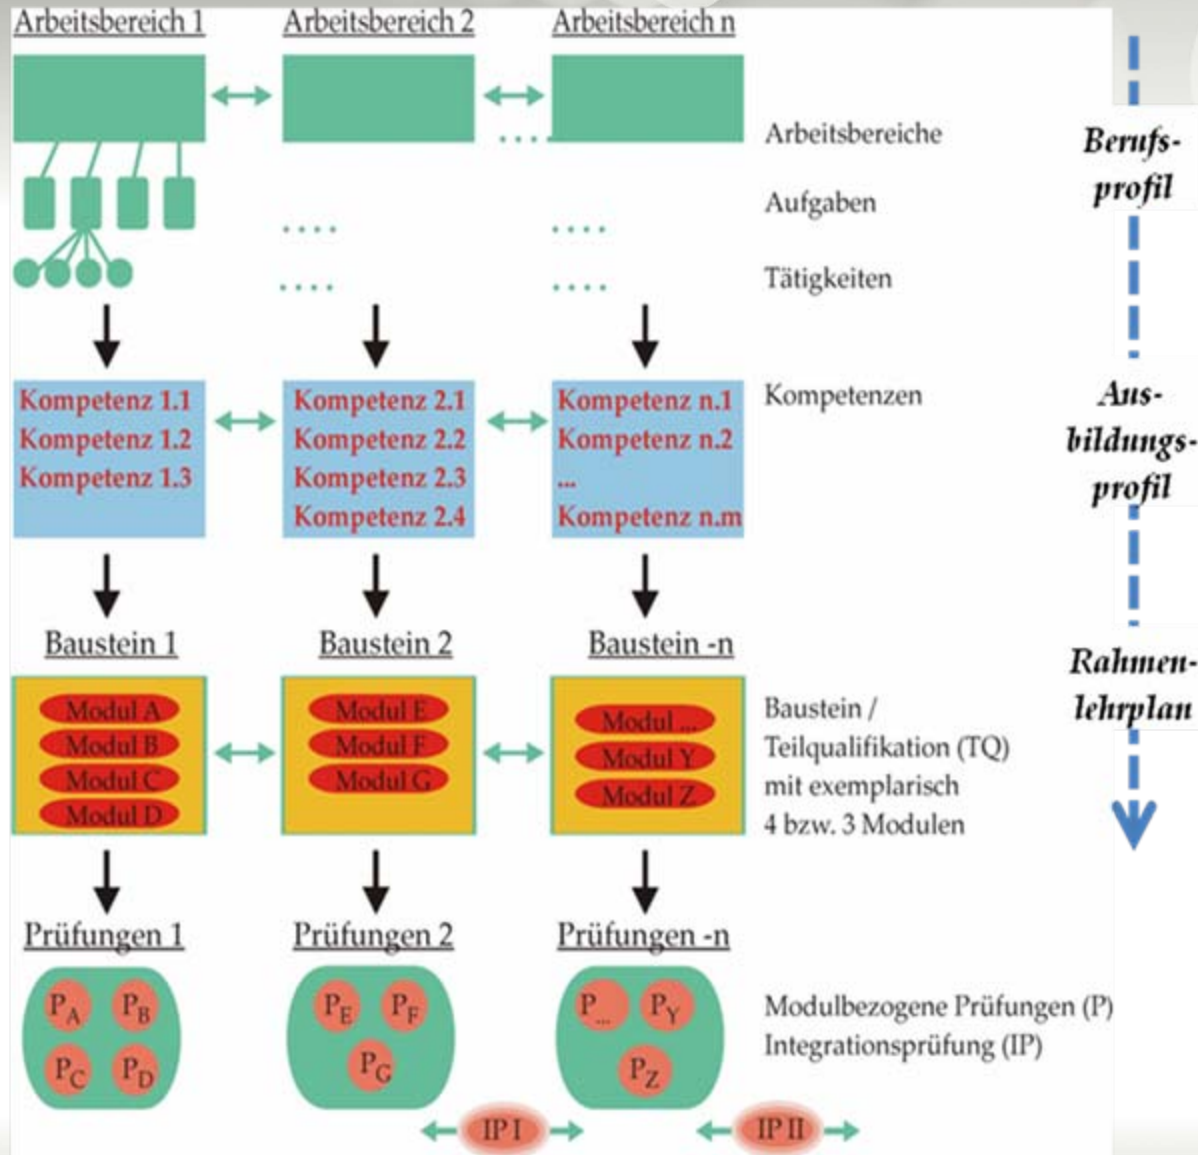 Arbeitsbereich 1
Arbeitsbereich 2
Arbeitsbereich n
Arbeitsbereiche
Aufgaben
Tätigkeiten
Berufs-
profil
Kompetenz 1.1
Kompetenz 1.2
Kompetenz 1.3
Kompetenz 2.1
Kompetenz 2.2
Kompetenz 2.3
Kompetenz 2.4
Kompetenz n.1
Kompetenz n.2
...
Kompetenz n.m
Kompetenzen
Aus-
bildungs-
profil
Baustein 1
Baustein 2
Baustein -n
Modul A
Modul B
Modul C
Modul D
Modul E
Modul F
Modul G
Modul ...
Modul Y
Modul Z
Baustein /
Teilqualifikation (TQ)
mit exemplarisch
4 bzw. 3 Modulen
Rahmen-
lehrplan
Prüfungen 1
Prüfungen 2
Prüfungen -n
PA PB
PC PD
PE PF
PG
P... PY
PZ
Modulbezogene Prüfungen (P)
Integrationsprüfung (IP)
IP I
IP II